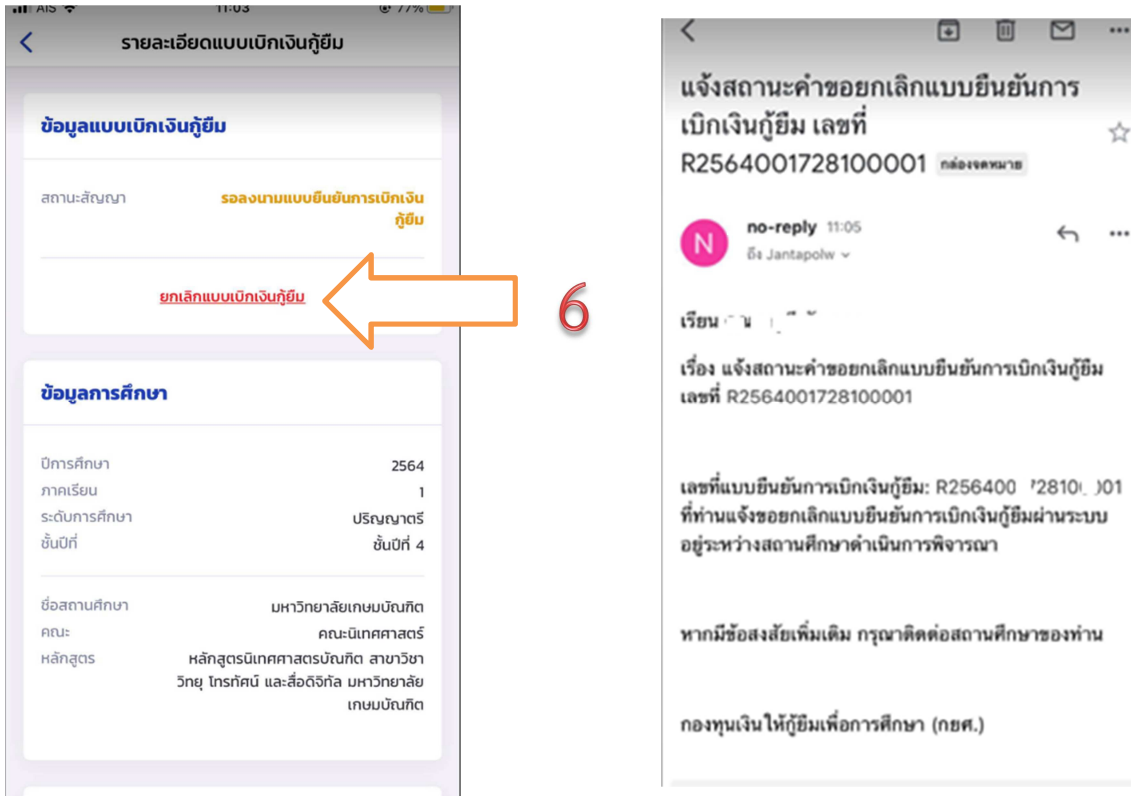 AIS 11:03 77%
รายละเอียดแบบเบิกเงินกู้ยืม
ข้อมูลแบบเบิกเงินกู้ยืม
สถานะสัญญา รอลงนามแบบยืนยันการเบิกเงิน
กู้ยืม
ยกเลิกแบบเบิกเงินกู้ยืม
ข้อมูลการศึกษา
ปีการศึกษา 2564
ภาคเรียน 1
ระดับการศึกษา ปริญญาตรี
ชั้นปีที่ ชั้นปีที่ 4
ชื่อสถานศึกษา มหาวิทยาลัยเกษมบัณฑิต
คณะ คณะนิเทศศาสตร์
หลักสูตร หลักสูตรนิเทศศาสตรบัณฑิต สาขาวิชา
วิทยุ โทรทัศน์ และสื่อดิจิทัล มหาวิทยาลัย
เกษมบัณฑิต
6
แจ้งสถานะคำขอยกเลิกแบบยืนยันการ
เบิกเงินกู้ยืม เลขที่
R2564001728100001 กล่องจดหมาย
N
no-reply 11:05
ถึง Jantapolw
เรียน
เรื่อง แจ้งสถานะคำขอยกเลิกแบบยืนยันการเบิกเงินกู้ยืม
เลขที่ R2564001728100001
เลขที่แบบยืนยันการเบิกเงินกู้ยืม: R256400 2810 001
ที่ท่านแจ้งขอยกเลิกแบบยืนยันการเบิกเงินกู้ยืมผ่านระบบ
อยู่ระหว่างสถานศึกษาดำเนินการพิจารณา
หากมีข้อสงสัยเพิ่มเติม กรุณาติดต่อสถานศึกษาของท่าน
กองทุนเงินให้กู้ยืมเพื่อการศึกษา (กยศ.)